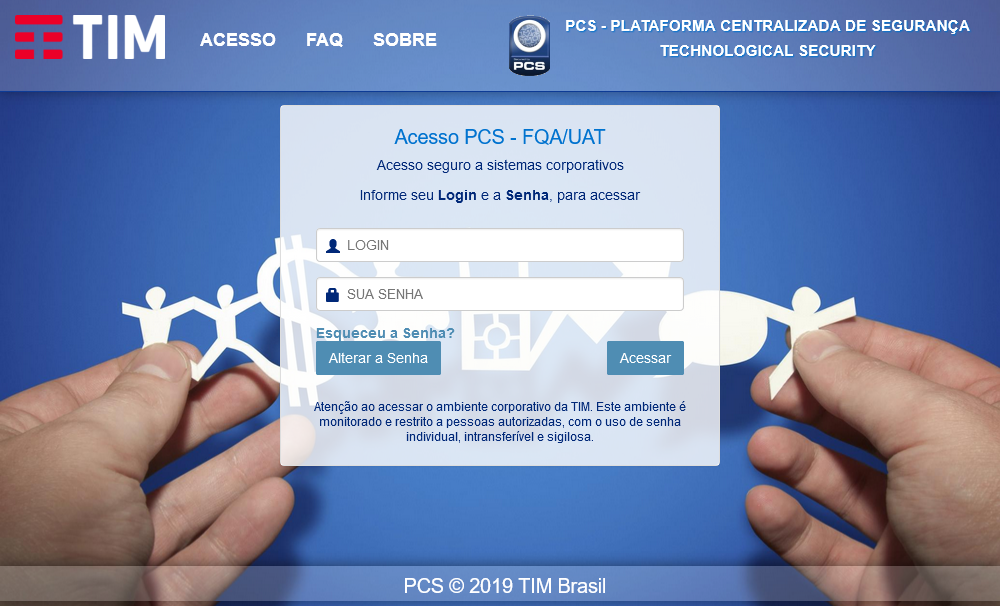 TIM
ACESSO FAQ SOBRE
PCS
PCS - PLATAFORMA CENTRALIZADA DE SEGURANÇA
TECHNOLOGICAL SECURITY
Acesso PCS - FQA/UAT
Acesso seguro a sistemas corporativos
Informe seu Login e a Senha, para acessar
LOGIN
SUA SENHA
Esqueceu a Senha?
Alterar a Senha Acessar
Atenção ao acessar o ambiente corporativo da TIM. Este ambiente é
monitorado e restrito a pessoas autorizadas, com o uso de senha
individual, intransferível e sigilosa.
PCS © 2019 TIM Brasil